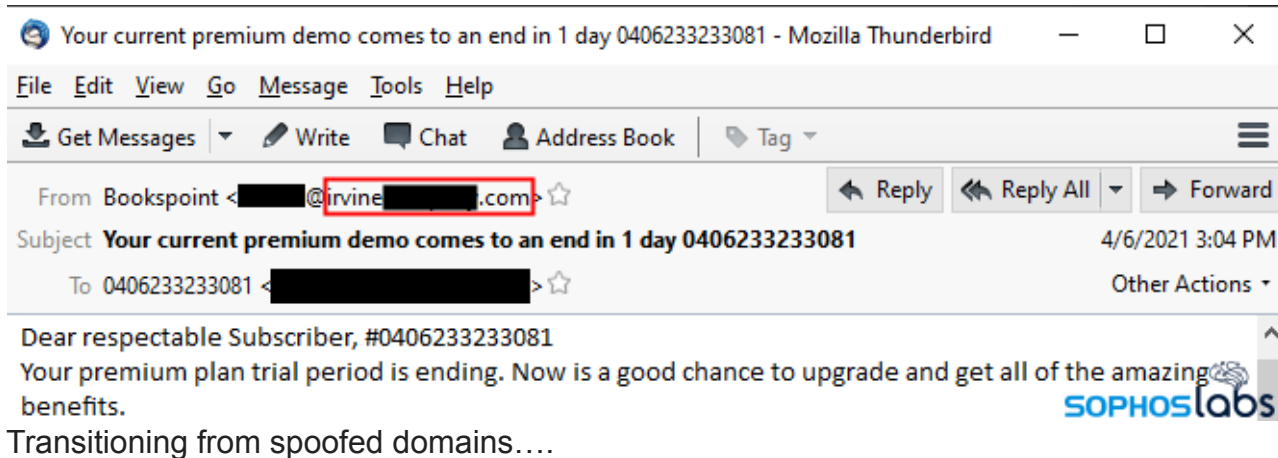 Your current premium demo comes to an end in 1 day 0406233233081 - Mozilla Thunderbird
File Edit View Go Message Tools Help
Get Messages Write Chat Address Book Tag
From Bookspoint < @irvine .com> Reply Reply All Forward
Subject Your current premium demo comes to an end in 1 day 0406233233081 4/6/2021 3:04 PM
To 0406233233081 < > Other Actions
Dear respectable Subscriber, #0406233233081
Your premium plan trial period is ending. Now is a good chance to upgrade and get all of the amazing
benefits.
SOPHOSlabs
Transitioning from spoofed domains….